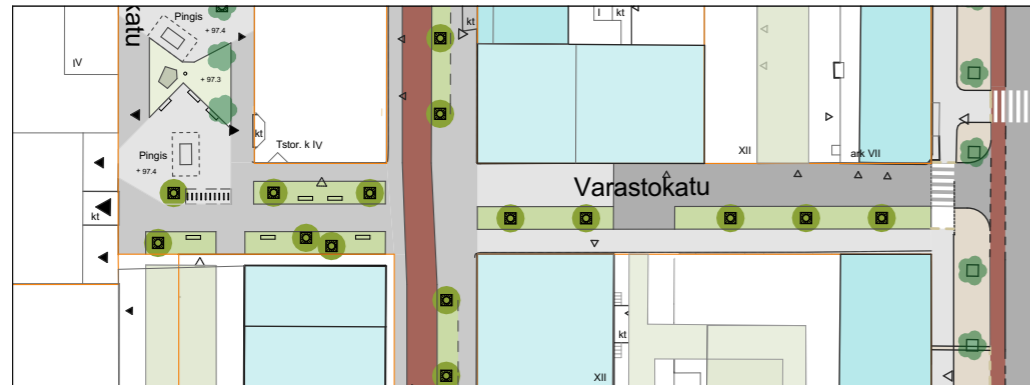 katu
Pingis
+ 97.4
IV
+ 97.3
kt
I
kt
kt
Tstor. k IV
XII
ark VII
Pingis
+ 97.4
Varastokatu
kt
kt
XII